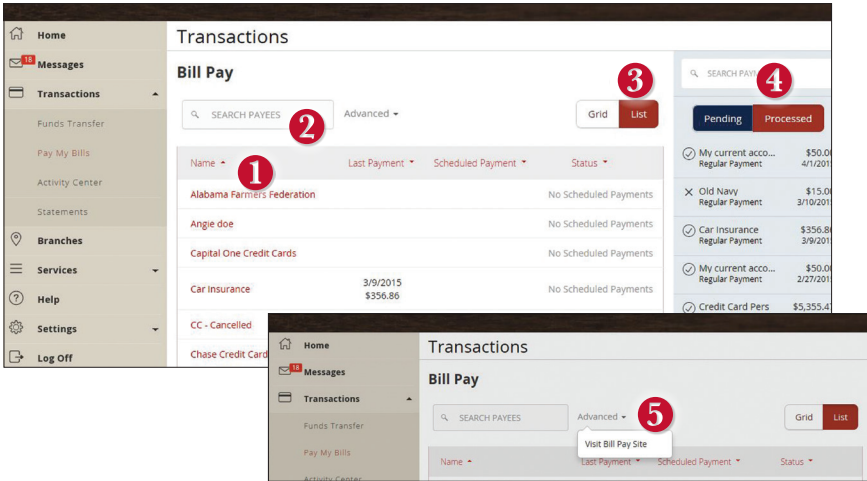 Home
18
Messages
Transactions
Funds Transfer
Pay My Bills
Activity Center
Statements
Branches
Services
Help
Settings
Log Off
Transactions
Bill Pay
SEARCH PAYEES
2
Advanced
3
Grid List
Name
1
Last Payment Scheduled Payment Status
Alabama Farmers Federation No Scheduled Payments
Angie doe No Scheduled Payments
Capital One Credit Cards No Scheduled Payments
Car Insurance 3/9/2015 No Scheduled Payments
$356.86
CC - Cancelled
Chase Credit Card
SEARCH PAYM
4
Pending Processed
My current acco... $50.00
Regular Payment 4/1/201
Old Navy $15.00
Regular Payment 3/10/201
Car Insurance $356.8
Regular Payment 3/9/201
My current acco... $50.00
Regular Payment 2/27/201
Credit Card Pers $5,355.4
Home
18
Messages
Transactions
Funds Transfer
Pay My Bills
Activity Center
Transactions
Bill Pay
SEARCH PAYEES
Advanced
5
Visit Bill Pay Site
Grid List
Name Last Payment Scheduled Payment Status